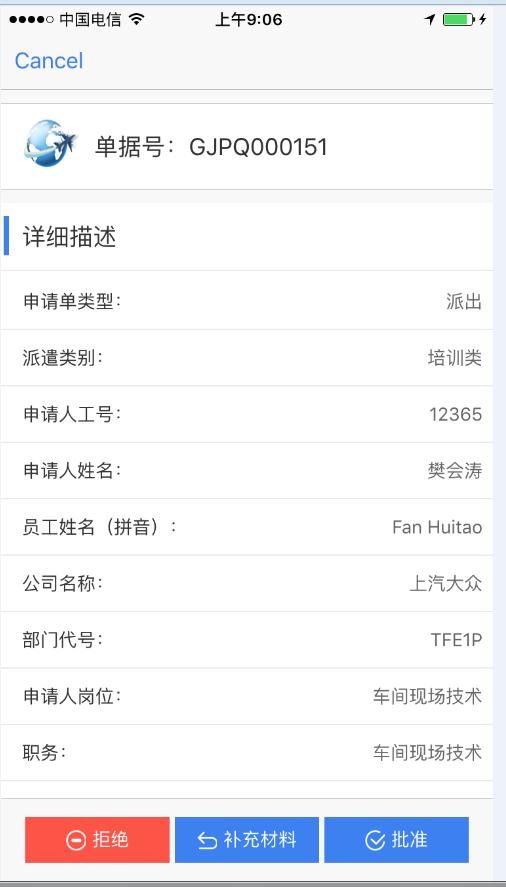 中国电信 上午9:06
Cancel
单据号：GJPQ000151
详细描述
申请单类型： 派出
派遣类别： 培训类
申请人工号： 12365
申请人姓名： 樊会涛
员工姓名（拼音）： Fan Huitao
公司名称： 上汽大众
部门代号： TFE1P
申请人岗位： 车间现场技术
职务： 车间现场技术
拒绝 补充材料 批准